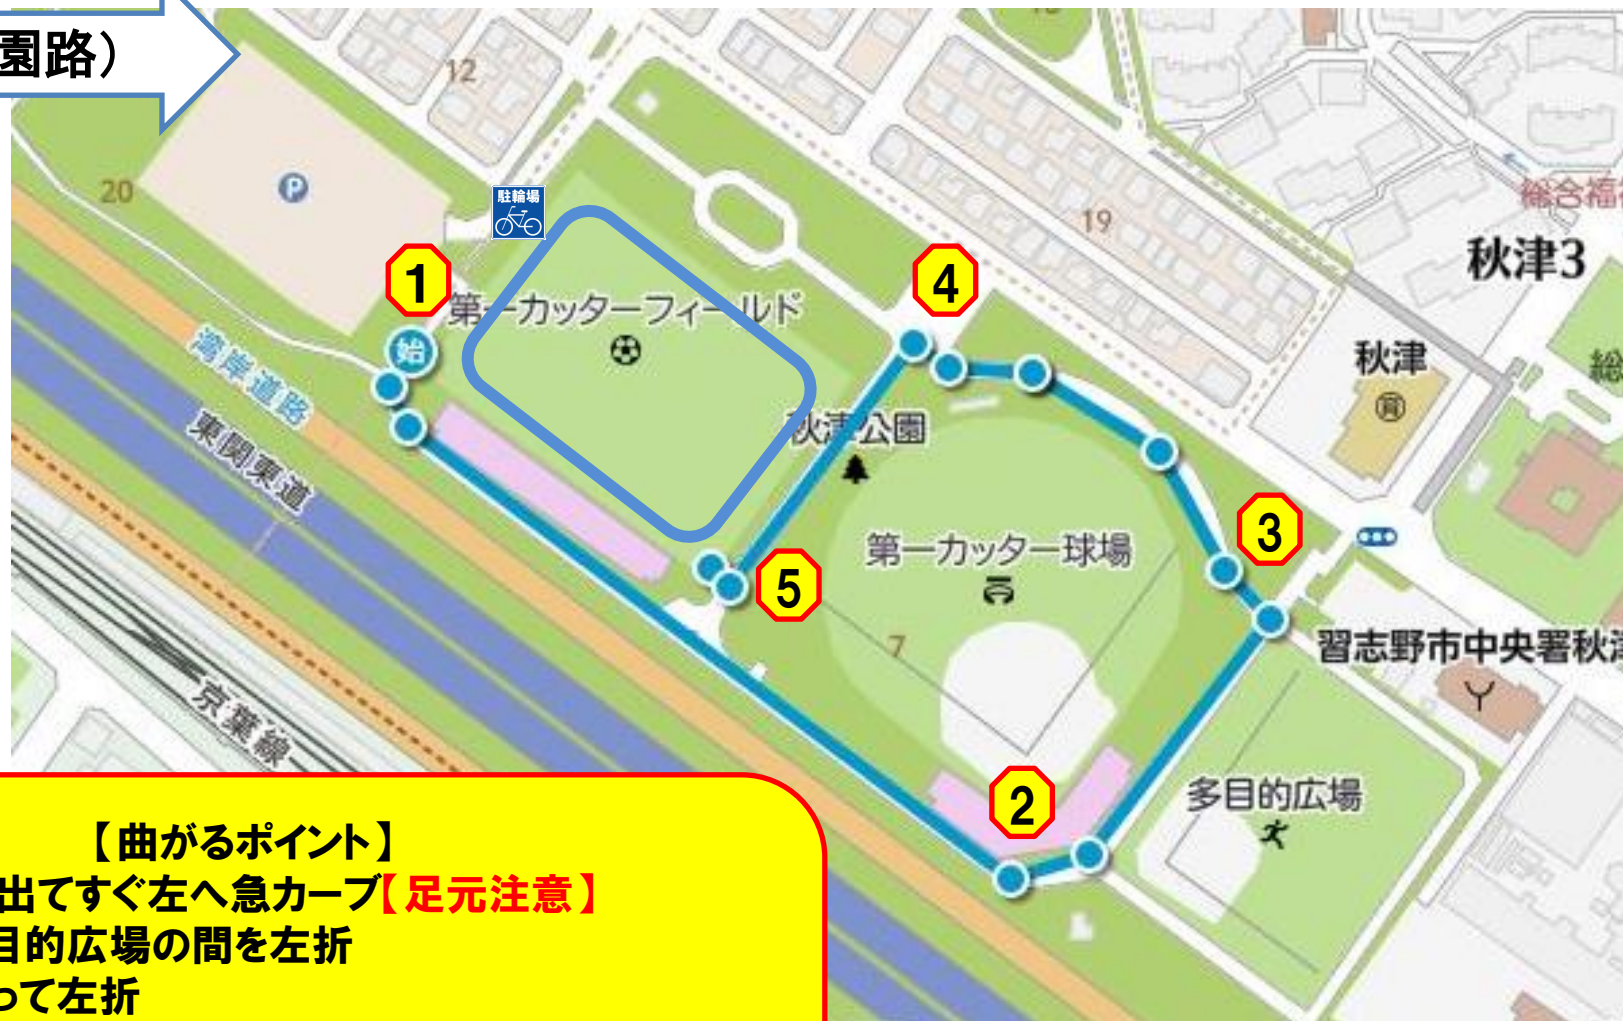 園路）
12
20
P
駐輪場
19
総合福
秋津3
1
4
第一カッターフィールド
始
湾岸道路
秋津
総
東関東道
秋津公園
3
第一カッター球場
5
7
習志野市中央署秋津
京葉線
2
多目的広場
【曲がるポイント】
出てすぐ左へ急カーブ【足元注意】
目的広場の間を左折
って左折